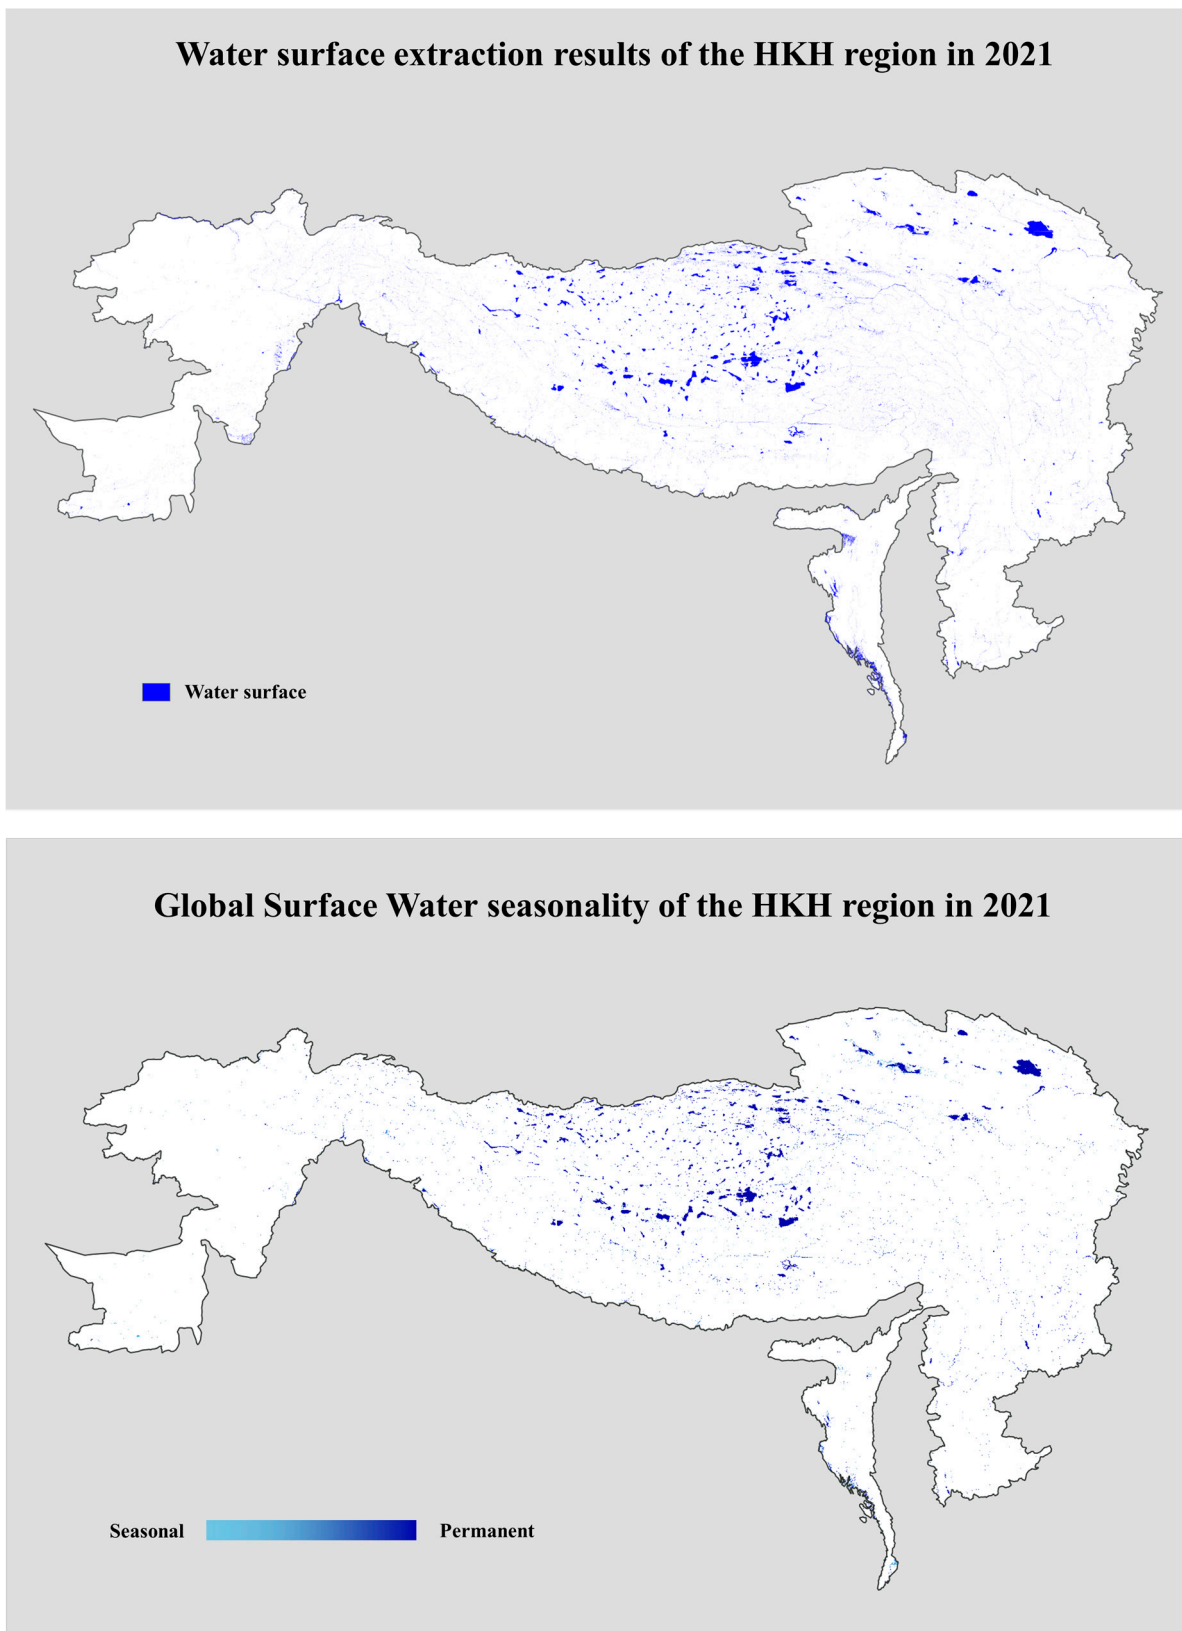 Water surface extraction results of the HKH region in 2021
Water surface
Global Surface Water seasonality of the HKH region in 2021
Seasonal
Permanent